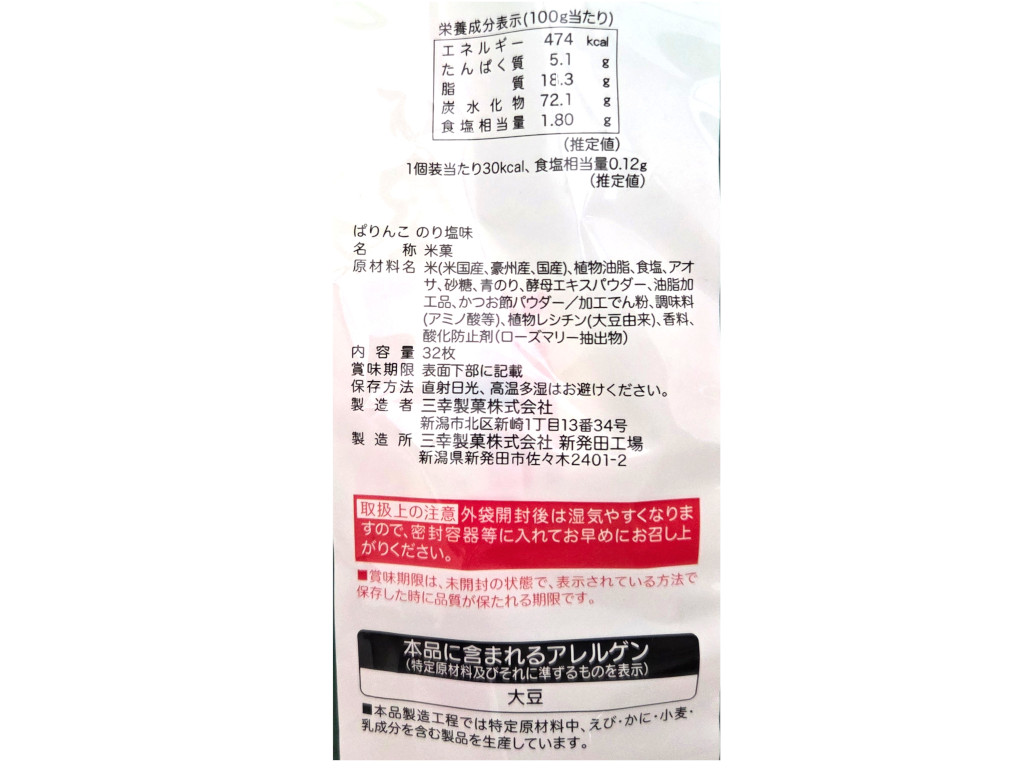 栄養成分表示(100g当たり)
エネルギー 474 kcal
たんぱく質 5.1 g
脂質 18.3 g
炭水化物 72.1 g
食塩相当量 1.80 g
(推定値)
1個装当たり30kcal、食塩相当量0.12g
(推定値)
ぱりんこ のり塩味
名称 米菓
原材料名 米(米国産、豪州産、国産)、植物油脂、食塩、アオ
サ、砂糖、青のり、酵母エキスパウダー、油脂加
工品、かつお節パウダー/加工でん粉、調味料
(アミノ酸等)、植物レシチン(大豆由来)、香料、
酸化防止剤(ローズマリー抽出物)
内容量 32枚
賞味期限 表面下部に記載
保存方法 直射日光、高温多湿はお避けください。
製造者 三幸製菓株式会社
新潟市北区新崎1丁目13番34号
製造所 三幸製菓株式会社 新発田工場
新潟県新発田市佐々木2401-2
取扱上の注意 外袋開封後は湿気やすくなりま
すので、密封容器等に入れてお早めにお召し上
がりください。
■賞味期限は、未開封の状態で、表示されている方法で
保存した時に品質が保たれる期限です。
本品に含まれるアレルゲン
(特定原材料及びそれに準ずるものを表示)
大豆
■本品製造工程では特定原材料中、えび・かに・小麦・
乳成分を含む製品を生産しています。